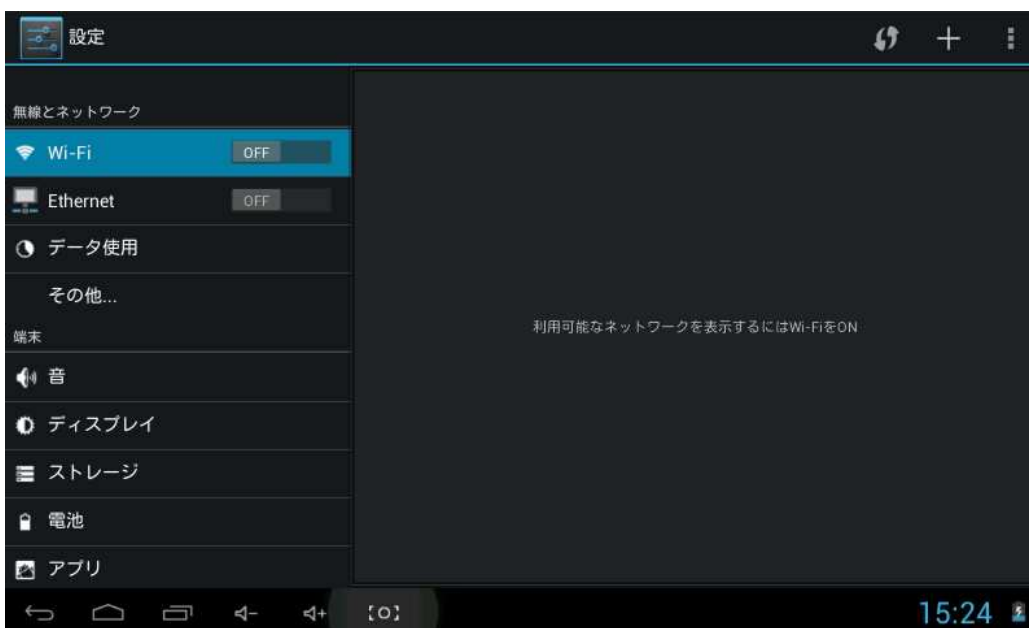 設定
無線とネットワーク
Wi-Fi OFF
Ethernet OFF
データ使用
その他...
端末
音
ディスプレイ
ストレージ
電池
アプリ
利用可能なネットワークを表示するにはWi-FiをON
15:24